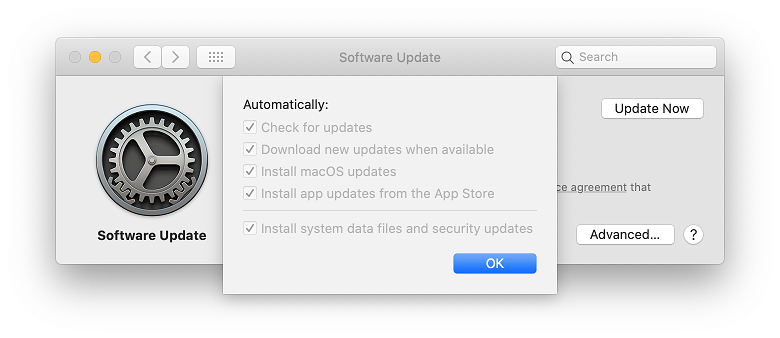 Software Update
Search
Automatically:
Check for updates
Download new updates when available
Install macOS updates
Install app updates from the App Store
Install system data files and security updates
OK
Software Update
Update Now
agreement that
Advanced...
?